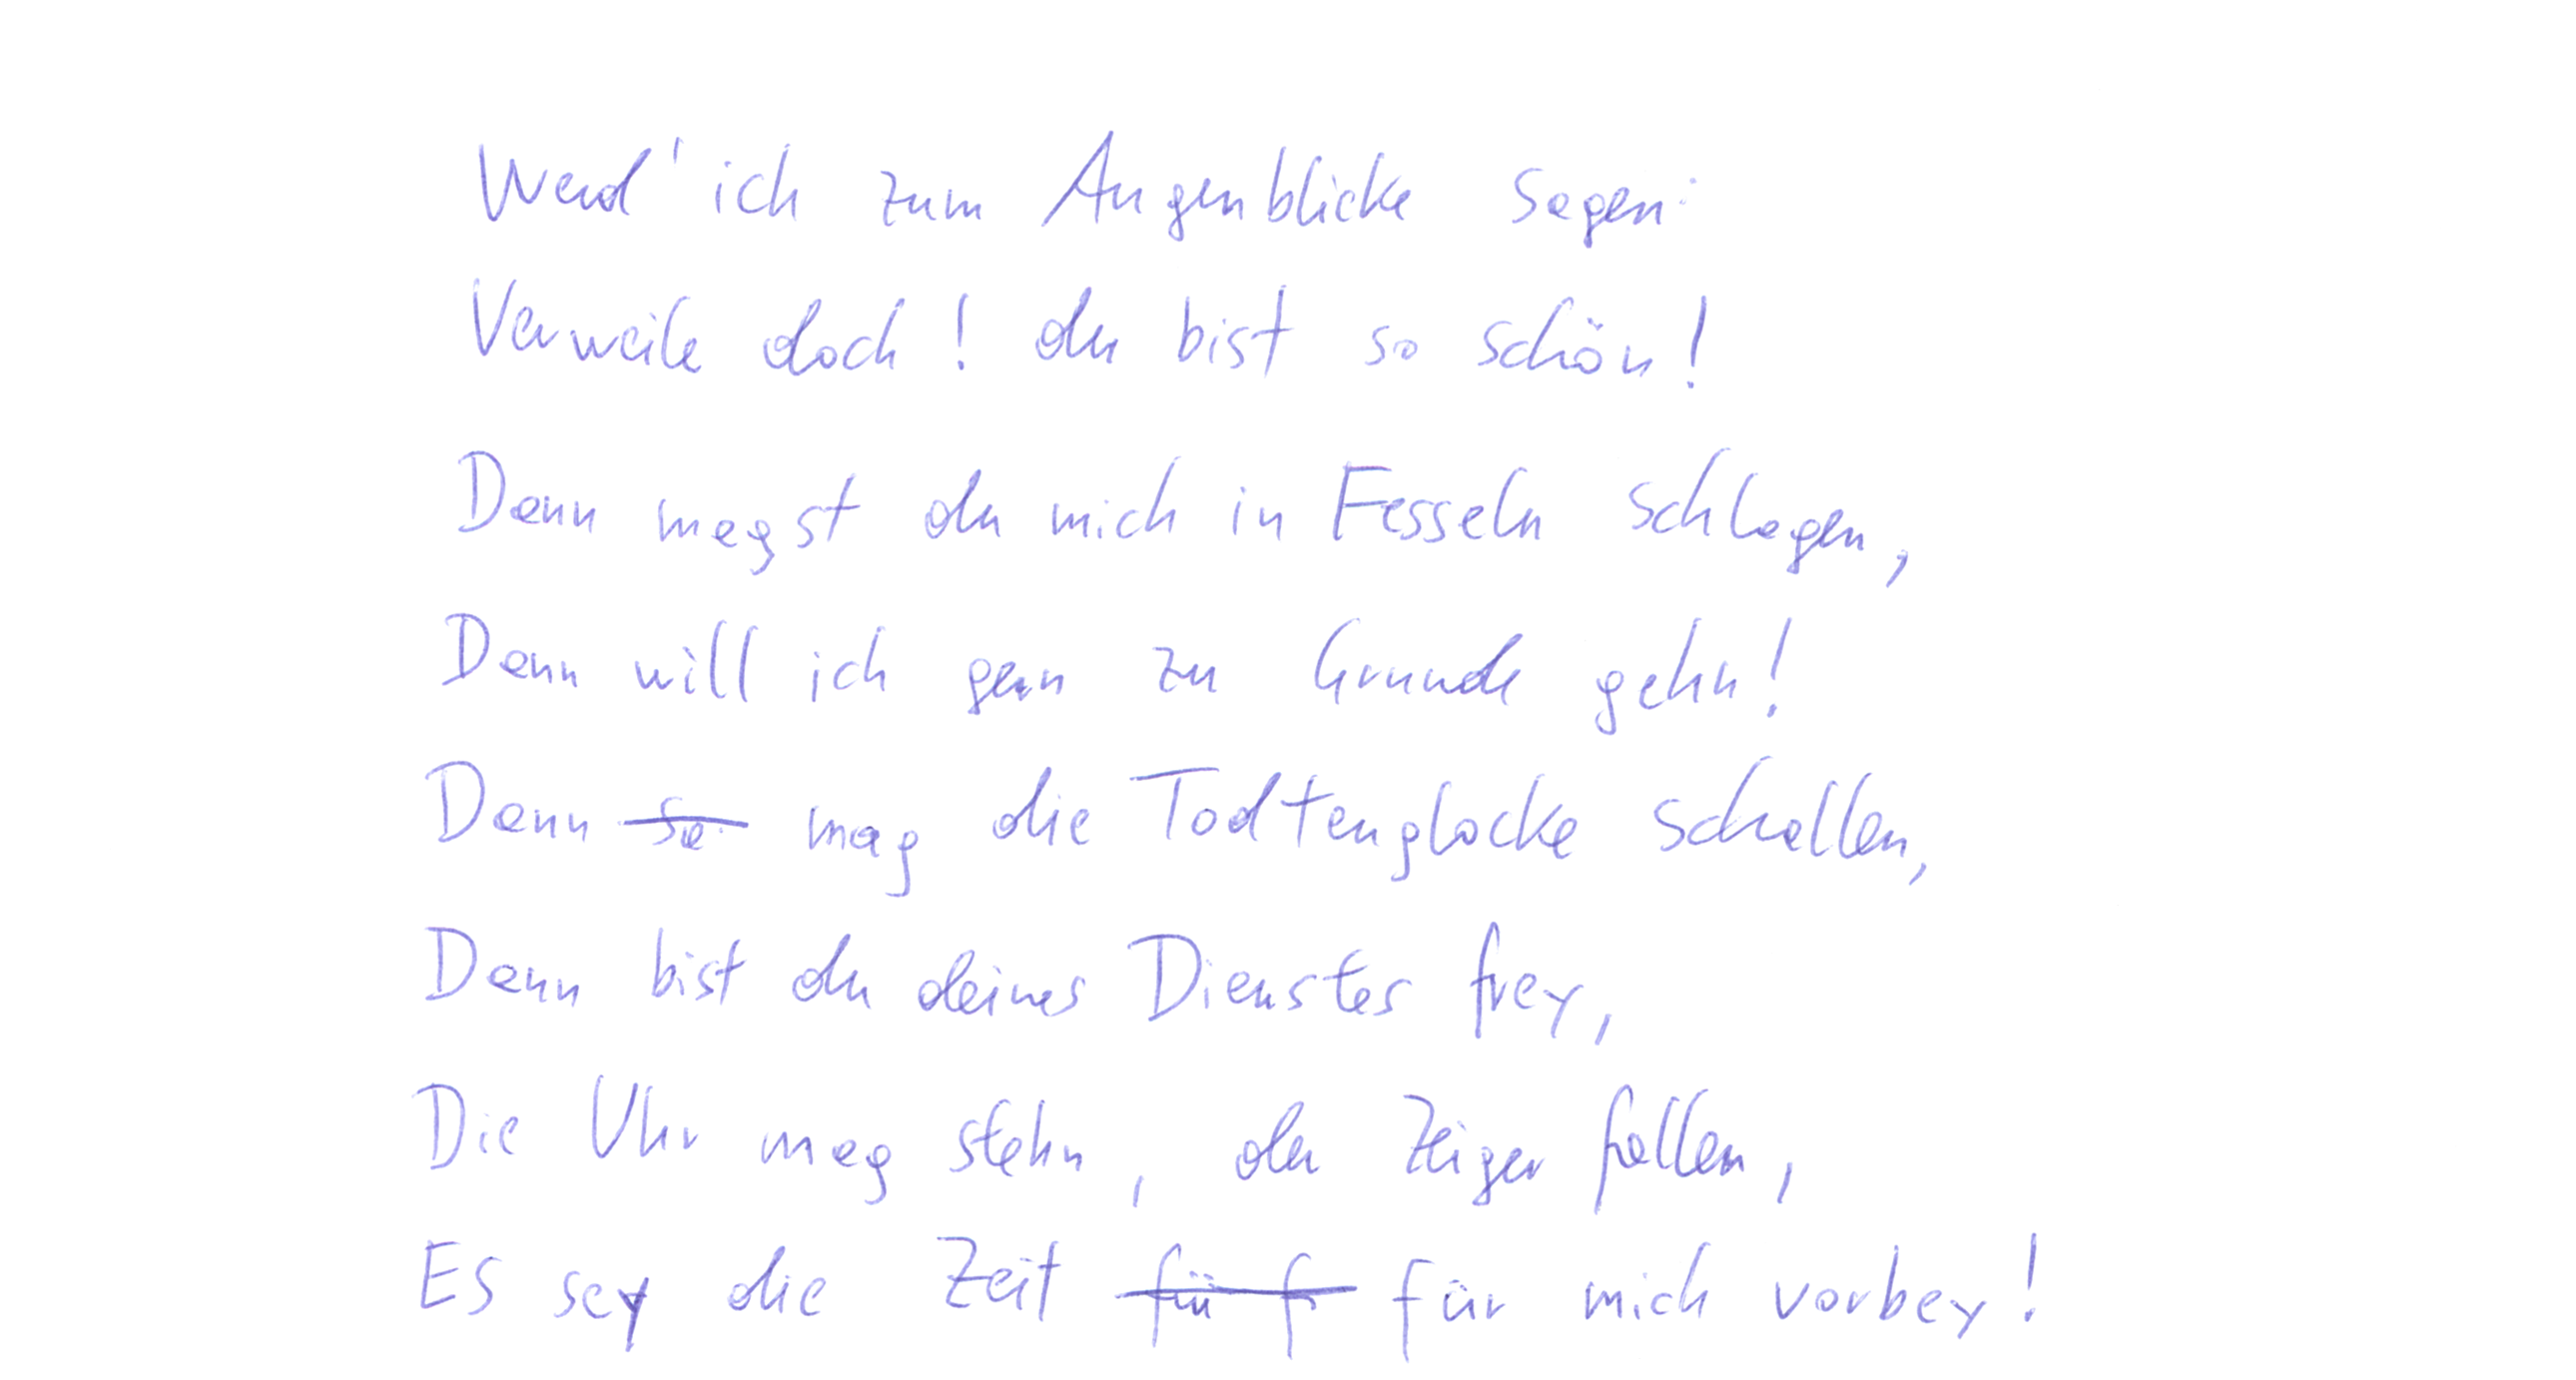 Werd' ich zum Augenblicke sagen:
Verweile doch! du bist so schön!
Dann magst du mich in Fesseln schlagen,
Dann will ich gern zu Grunde gehn!
Dann mag die Todtenglocke schallen,
Dann bist du deines Dienstes frey,
Die Uhr mag stehn, der Zeiger fallen,
Es sey die Zeit für mich vorbey!